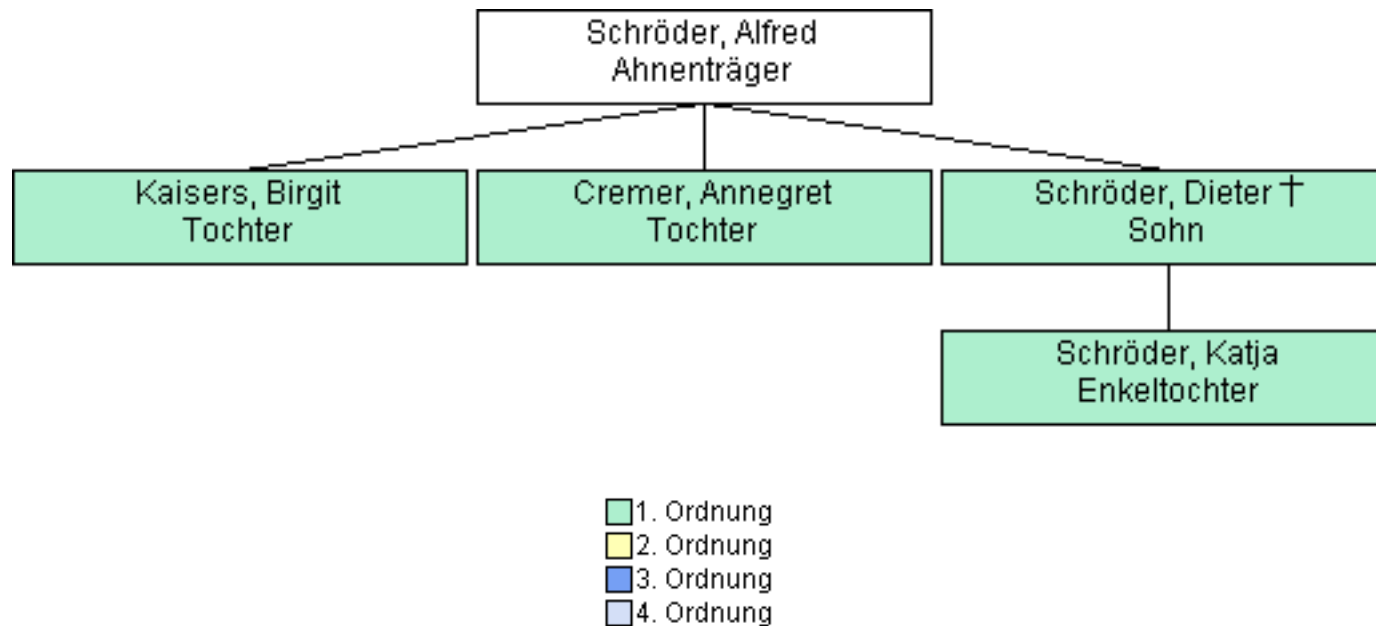 Schröder, Alfred
Ahnenträger
Kaisers, Birgit
Tochter
Cremer, Annegret
Tochter
Schröder, Dieter †
Sohn
Schröder, Katja
Enkeltochter
1. Ordnung
2. Ordnung
3. Ordnung
4. Ordnung